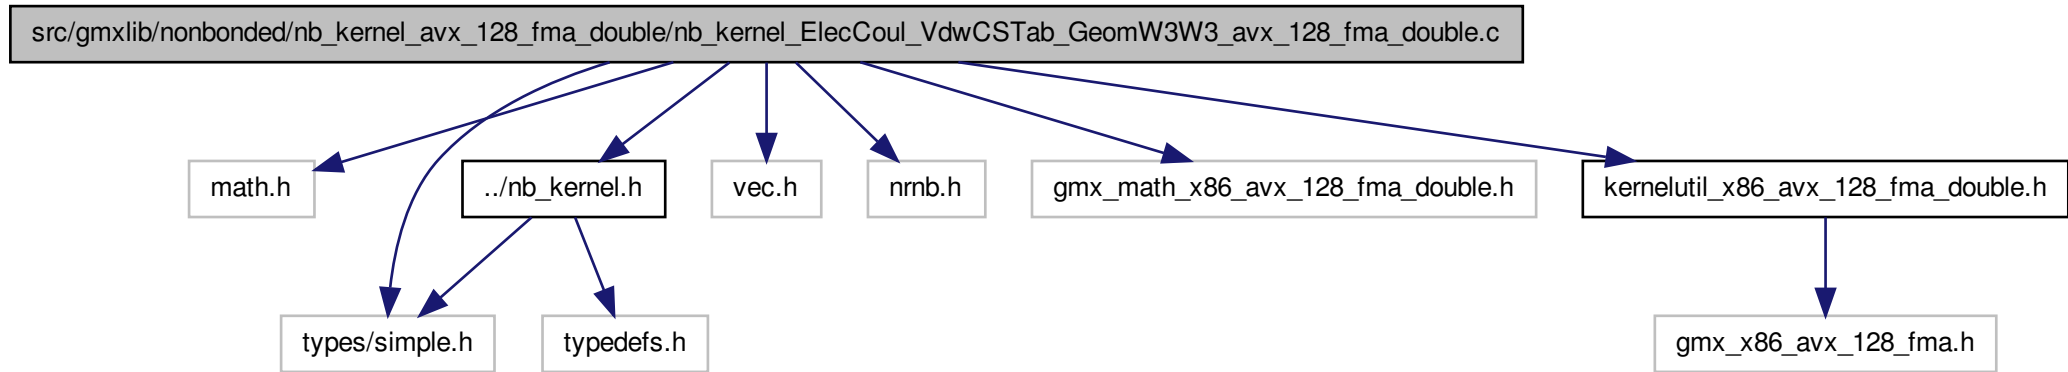 src/gmxlib/nonbonded/nb_kernel_avx_128_fma_double/nb_kernel_ElecCoul_VdwCSTab_GeomW3W3_avx_128_fma_double.c
math.h
../nb_kernel.h
vec.h
nrnb.h
gmx_math_x86_avx_128_fma_double.h
kernelutil_x86_avx_128_fma_double.h
types/simple.h
typedefs.h
gmx_x86_avx_128_fma.h